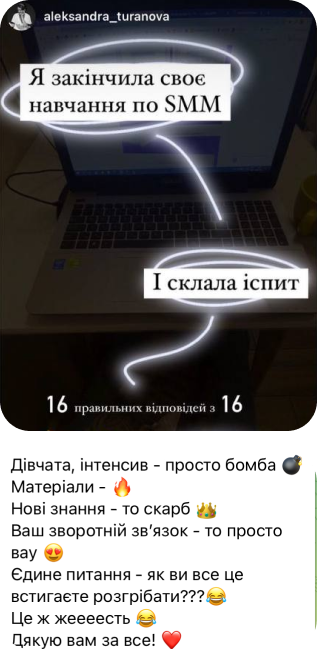 aleksandra_turanova
Я закінчила своє
навчання по SMM
І склала іспит
16 правильних відповідей з 16
Дівчата, інтенсив - просто бомба 💣
Матеріали - 🔥
Нові знання - то скарб 👑
Ваш зворотній зв’язок - то просто
вау 😍
Єдине питання - як ви все це
встигаєте розгрібати???😂
Це ж жеееесть 😂
Дякую вам за все! ❤️